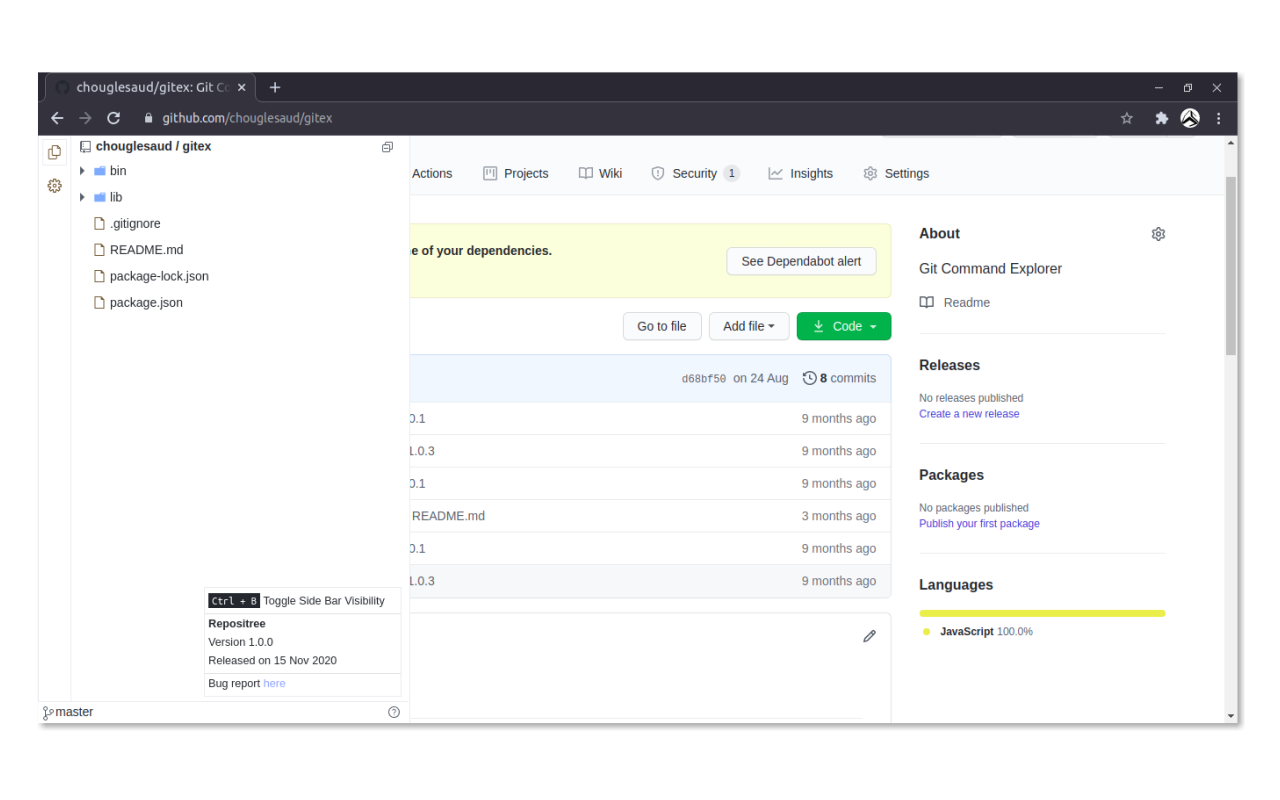 chouglesaud/gitex: Git Co
github.com/chouglesaud/gitex
chouglesaud / gitex
bin
lib
.gitignore
README.md
package-lock.json
package.json
Ctrl + B Toggle Side Bar Visibility
Repositree
Version 1.0.0
Released on 15 Nov 2020
Bug report here
master
Actions Projects Wiki Security 1 Insights Settings
e of your dependencies.
See Dependabot alert
Go to file Add file Code
d68bf50 on 24 Aug 8 commits
0.1 9 months ago
1.0.3 9 months ago
0.1 9 months ago
README.md 3 months ago
0.1 9 months ago
1.0.3 9 months ago
About
Git Command Explorer
Readme
Releases
No releases published
Create a new release
Packages
No packages published
Publish your first package
Languages
JavaScript 100.0%